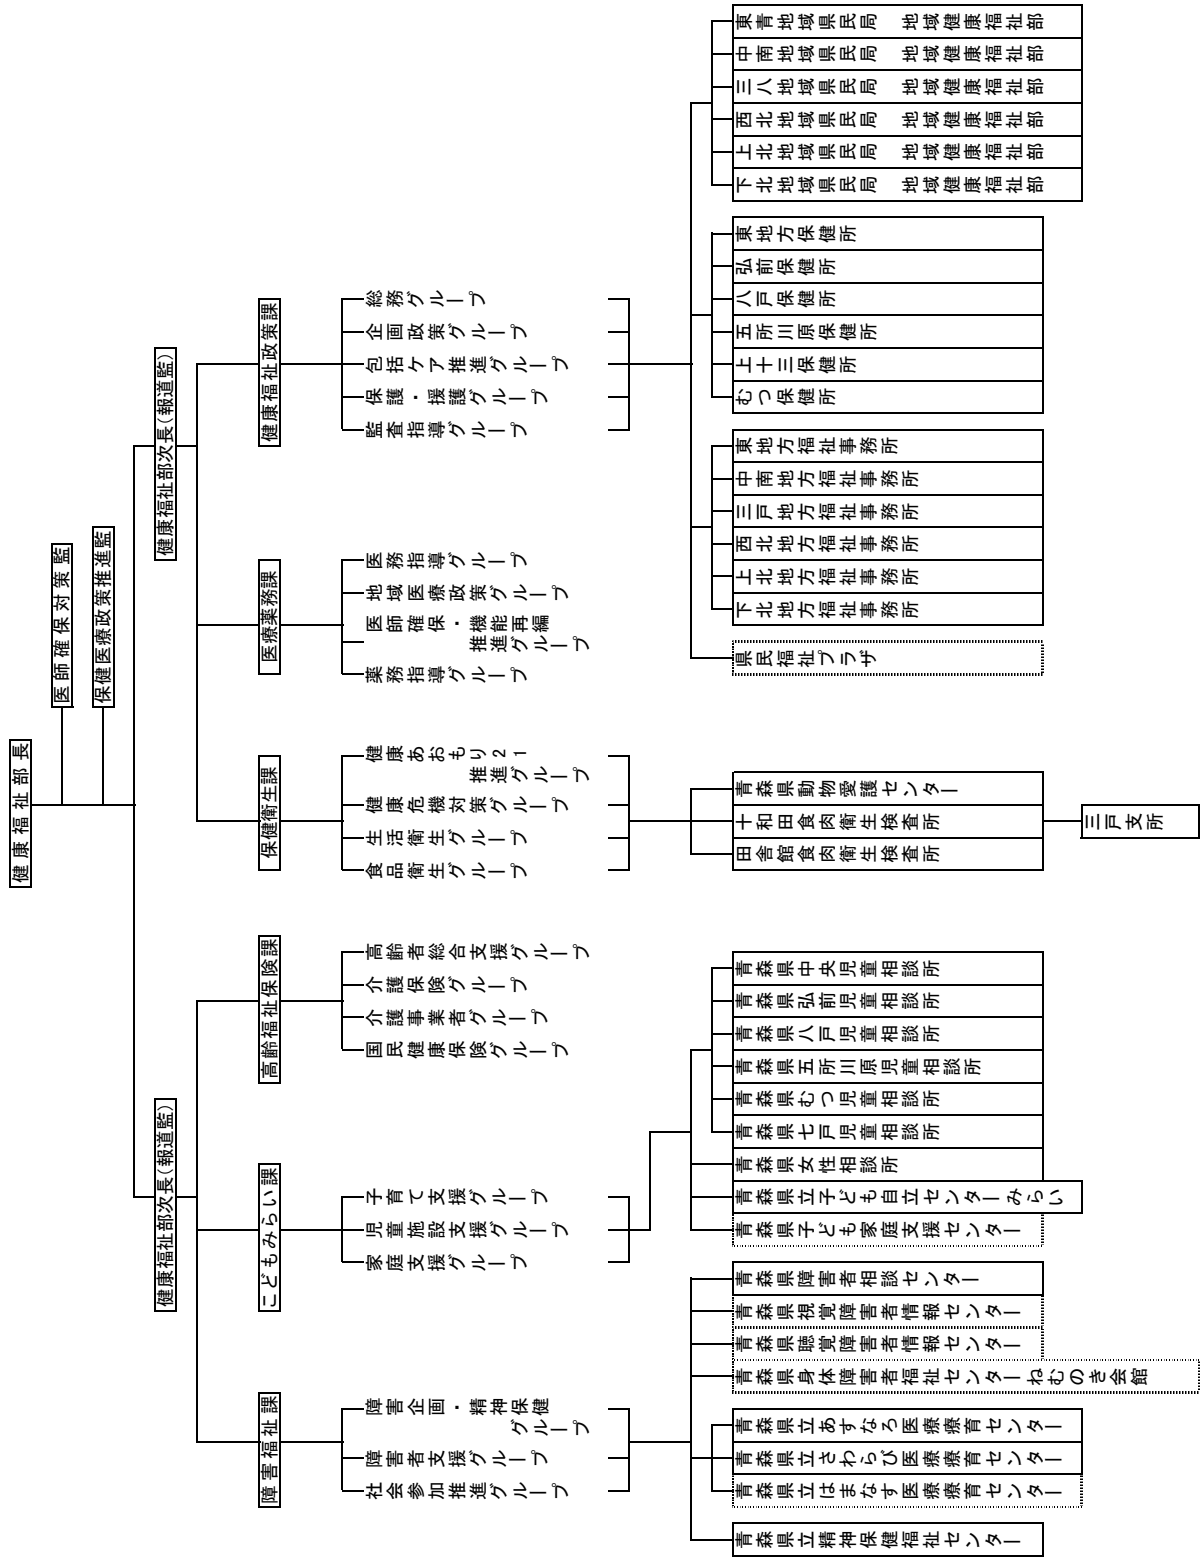 健康福祉部長
医師確保対策監
保健医療政策推進監
健康福祉部次長(報道監)
健康福祉政策課
総務グループ
企画政策グループ
包括ケア推進グループ
保護・援護グループ
監査指導グループ
東青地域県民局　地域健康福祉部
中南地域県民局　地域健康福祉部
三八地域県民局　地域健康福祉部
西北地域県民局　地域健康福祉部
上北地域県民局　地域健康福祉部
下北地域県民局　地域健康福祉部
東地方保健所
弘前保健所
八戸保健所
五所川原保健所
上十三保健所
むつ保健所
東地方福祉事務所
中南地方福祉事務所
三戸地方福祉事務所
西北地方福祉事務所
上北地方福祉事務所
下北地方福祉事務所
県民福祉プラザ
医療薬務課
医務指導グループ
地域医療政策グループ
医師確保・機能再編
推進グループ
薬務指導グループ
保健衛生課
健康あおもり21
推進グループ
健康危機対策グループ
生活衛生グループ
食品衛生グループ
青森県動物愛護センター
十和田食肉衛生検査所
三戸支所
田舎館食肉衛生検査所
健康福祉部次長(報道監)
高齢福祉保険課
高齢者総合支援グループ
介護保険グループ
介護事業者グループ
国民健康保険グループ
こどもみらい課
子育て支援グループ
児童施設支援グループ
家庭支援グループ
青森県中央児童相談所
青森県弘前児童相談所
青森県八戸児童相談所
青森県五所川原児童相談所
青森県むつ児童相談所
青森県七戸児童相談所
青森県女性相談所
青森県立子ども自立センターみらい
青森県子ども家庭支援センター
障害福祉課
障害企画・精神保健
グループ
障害者支援グループ
社会参加推進グループ
青森県障害者相談センター
青森県視覚障害者情報センター
青森県聴覚障害者情報センター
青森県身体障害者福祉センターねむのき会館
青森県立あすなろ医療療育センター
青森県立さわらび医療療育センター
青森県立はまなす医療療育センター
青森県立精神保健福祉センター